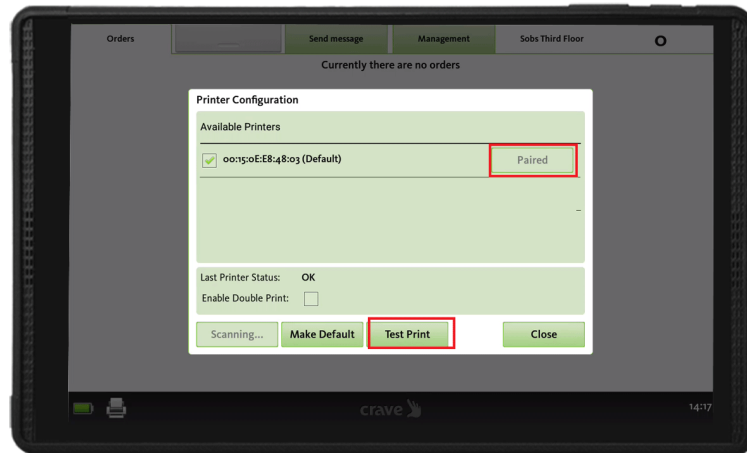 Orders Send message Management Sobs Third Floor O
Currently there are no orders
Printer Configuration
Available Printers
00:15:0E:E8:48:03 (Default) Paired
Last Printer Status: OK
Enable Double Print:
Scanning... Make Default Test Print Close
crave 14:17